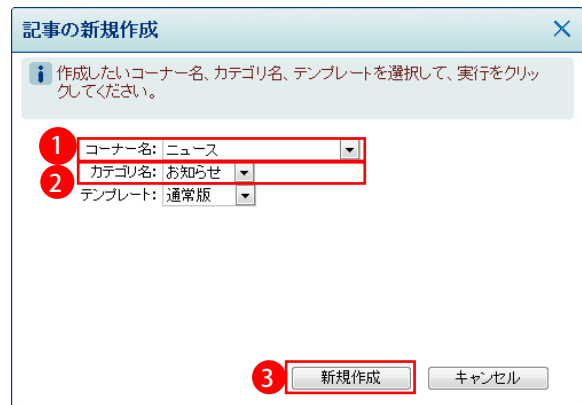 記事の新規作成
作成したいコーナー名、カテゴリ名、テンプレートを選択して、実行をクリッ
クしてください。
1 コーナー名: ニュース
2 カテゴリ名: お知らせ
テンプレート: 通常版
3 新規作成 キャンセル